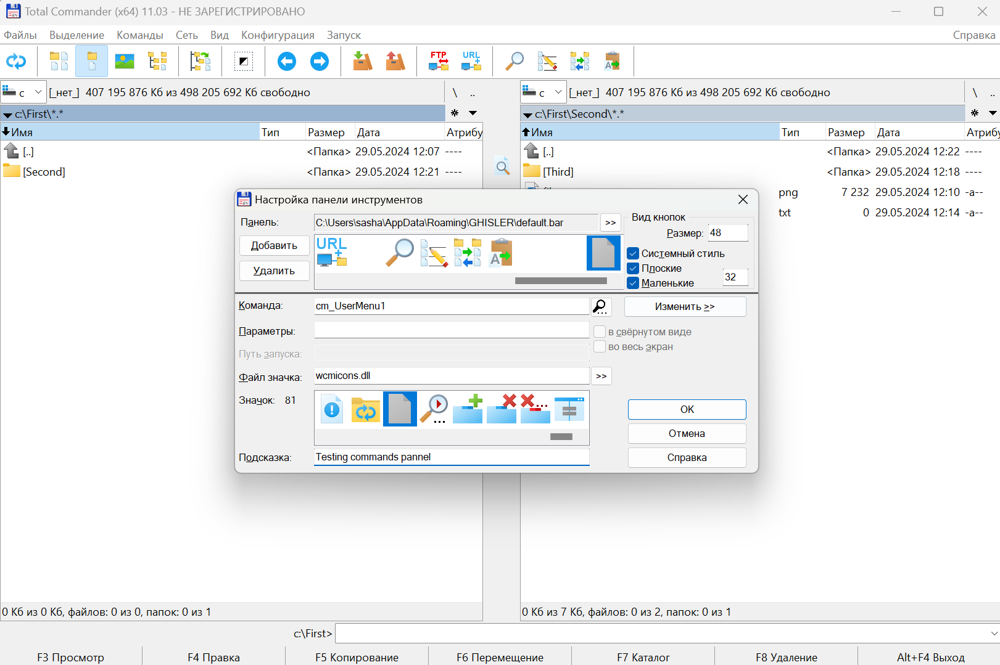 Total Commander (x64) 11.03 - НЕ ЗАРЕГИСТРИРОВАНО
Файлы Выделение Команды Сеть Вид Конфигурация Запуск Справка
FTP URL
c [_нет_] 407 195 876 Кб из 498 205 692 Кб свободно \ ..
c [_нет_] 407 195 876 Кб из 498 205 692 Кб свободно \ ..
c:\First\*.* *
c:\First\Second\*.* *
Имя Тип Размер Дата Атрибу
Имя Тип Размер Дата Атрибу
[..] <Папка> 29.05.2024 12:07 ----
[..] <Папка> 29.05.2024 12:22 ----
[Second] <Папка> 29.05.2024 12:21 ----
[Third] <Папка> 29.05.2024 12:18 ----
png 7 232 29.05.2024 12:10 -a--
txt 0 29.05.2024 12:14 -a--
Настройка панели инструментов
Панель: C:\Users\sasha\AppData\Roaming\GHISLER\default.bar >>
Вид кнопок
Размер: 48
Добавить
URL
A
Системный стиль
Плоские
Удалить
Маленькие 32
Команда: cm_UserMenu1
Изменить >>
Параметры:
в свёрнутом виде
во весь экран
Путь запуска:
Файл значка: wcmicons.dll >>
Значок: 81
OK
Отмена
Подсказка: Testing commands pannel
Справка
0 Кб из 0 Кб, файлов: 0 из 0, папок: 0 из 1
0 Кб из 7 Кб, файлов: 0 из 2, папок: 0 из 1
c:\First>
F3 Просмотр F4 Правка F5 Копирование F6 Перемещение F7 Каталог F8 Удаление Alt+F4 Выход